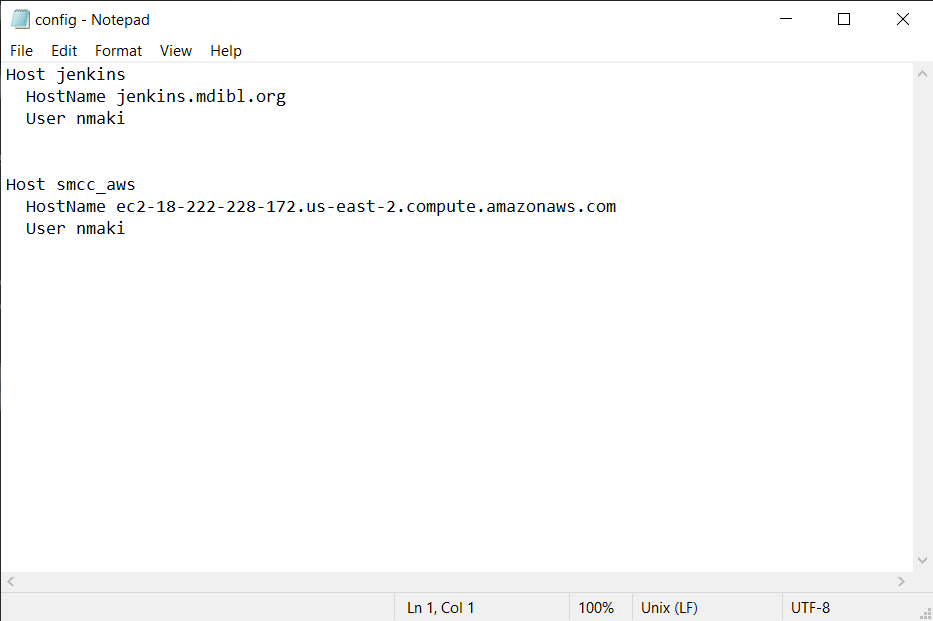 config - Notepad
File Edit Format View Help
Host jenkins
  HostName jenkins.mdibl.org
  User nmaki
Host smcc_aws
  HostName ec2-18-222-228-172.us-east-2.compute.amazonaws.com
  User nmaki
Ln 1, Col 1 100% Unix (LF) UTF-8